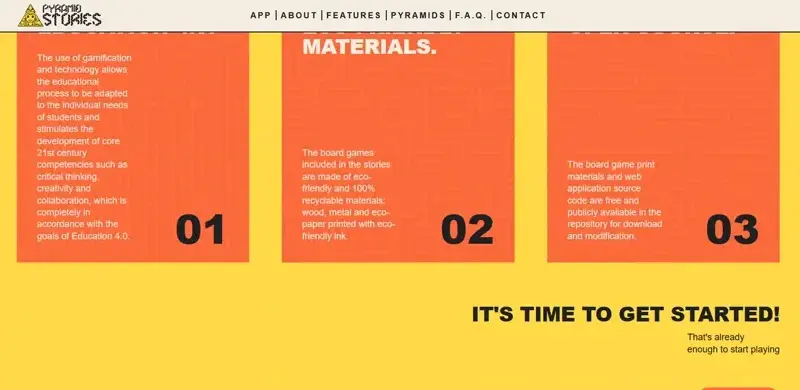 PYRAMID
STORIES
APP | ABOUT | FEATURES | PYRAMIDS | F.A.Q. | CONTACT
The use of gamification
and technology allows
the educational
process to be adapted
to the individual needs
of students and
stimulates the
development of core
21st century
competencies such as
critical thinking,
creativity and
collaboration, which is
completely in
accordance with the
goals of Education 4.0.
01
MATERIALS.
The board games
included in the stories
are made of eco-
friendly and 100%
recyclable materials:
wood, metal and eco-
paper printed with eco-
friendly ink.
02
The board game print
materials and web
application source
code are free and
publicly available in the
repository for download
and modification.
03
IT'S TIME TO GET STARTED!
That's already
enough to start playing